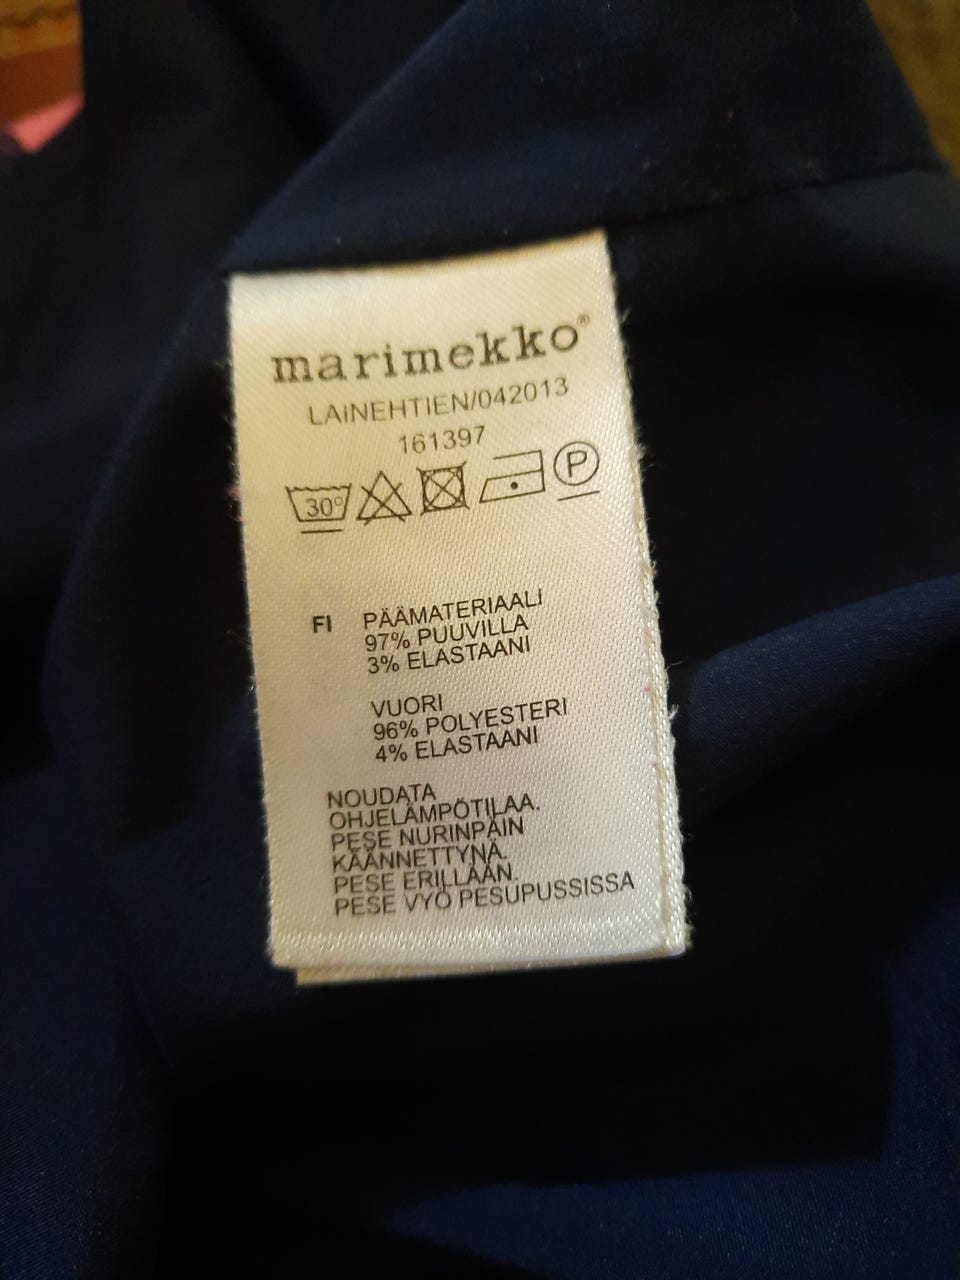 marimekko®
LAINEHTIEN/042013
161397
30°
P
FI PÄÄMATERIAALI
97% PUUVILLA
3% ELASTAANI
VUORI
96% POLYESTERI
4% ELASTAANI
NOUDATA
OHJELÄMPÖTILAA.
PESE NURINPÄIN
KÄÄNNETTYNÄ.
PESE ERILLÄÄN.
PESE VYÖ PESUPUSSISSA